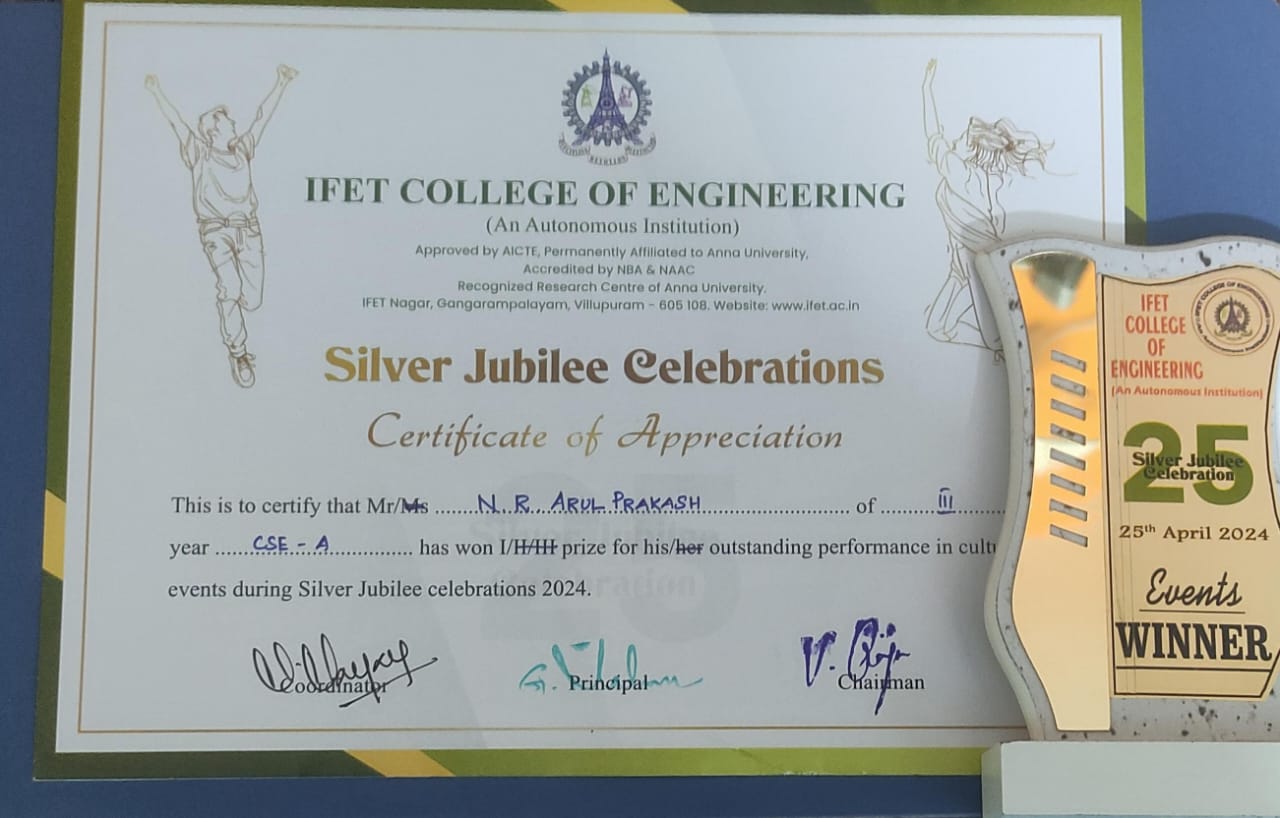 IFET COLLEGE OF ENGINEERING
(An Autonomous Institution)
Approved by AICTE, Permanently Affiliated to Anna University,
Accredited by NBA & NAAC
Recognized Research Centre of Anna University.
IFET Nagar, Gangarampalayam, Villupuram - 605 108. Website: www.ifet.ac.in
Silver Jubilee Celebrations
Certificate of Appreciation
This is to certify that Mr/Ms ....... N. R. ARUL PRAKASH .......................... of .......... III ..........
year ...... CSE - A ............... has won I/II/III prize for his/her outstanding performance in cult
events during Silver Jubilee celebrations 2024.
Coordinator
Principal
V.
Chairman
IFET
COLLEGE
OF
ENGINEERING
(An Autonomous Institution)
25
Silver Jubilee
Celebration
25th April 2024
Events
WINNER